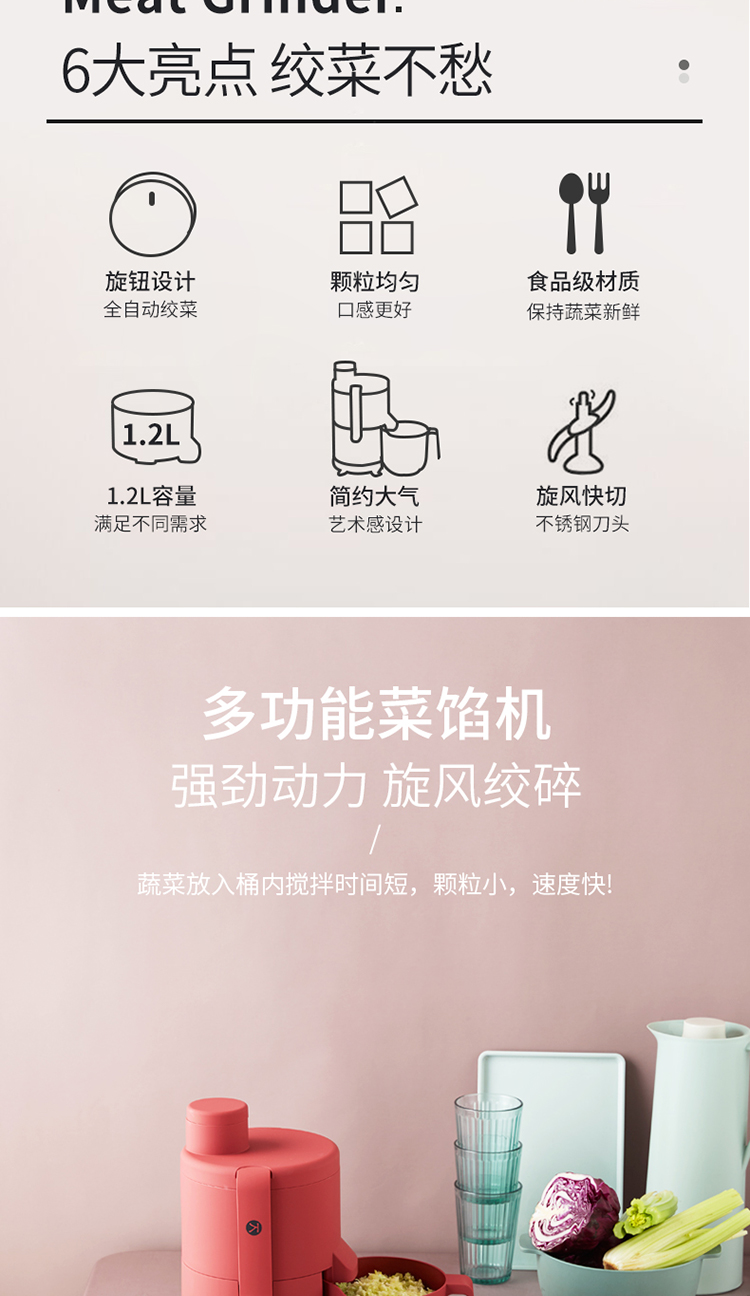 Meat Grinder.
6大亮点 绞菜不愁
旋钮设计
全自动绞菜
颗粒均匀
口感更好
食品级材质
保持蔬菜新鲜
1.2L
1.2L容量
满足不同需求
简约大气
艺术感设计
旋风快切
不锈钢刀头
多功能菜馅机
强劲动力 旋风绞碎
/
蔬菜放入桶内搅拌时间短，颗粒小，速度快!